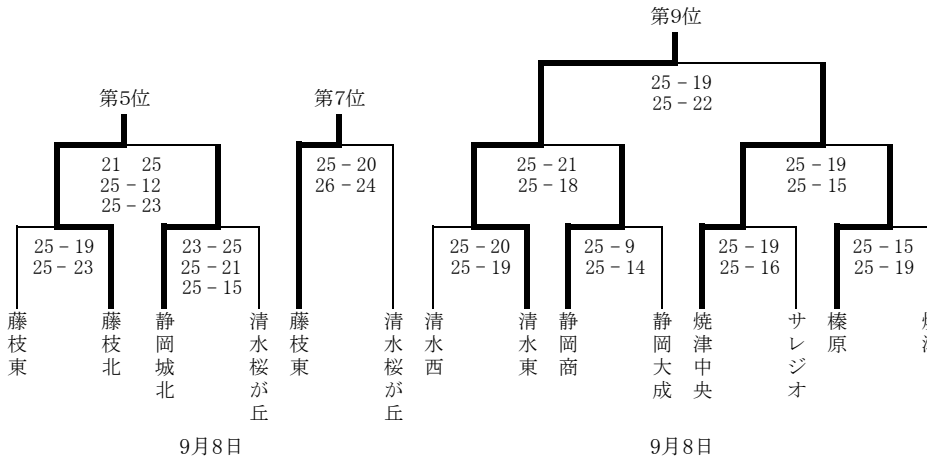 第9位
25－19
25－22
第5位
第7位
21　25
25－12
25－23
25－20
26－24
25－21
25－18
25－19
25－15
25－19
25－23
23－25
25－21
25－15
25－20
25－19
25－9
25－14
25－19
25－16
25－15
25－19
藤枝東
藤枝北
静岡城北
清水桜が丘
藤枝東
清水桜が丘
清水西
清水東
静岡商
静岡大成
焼津中央
サレジオ
榛原
9月8日
9月8日